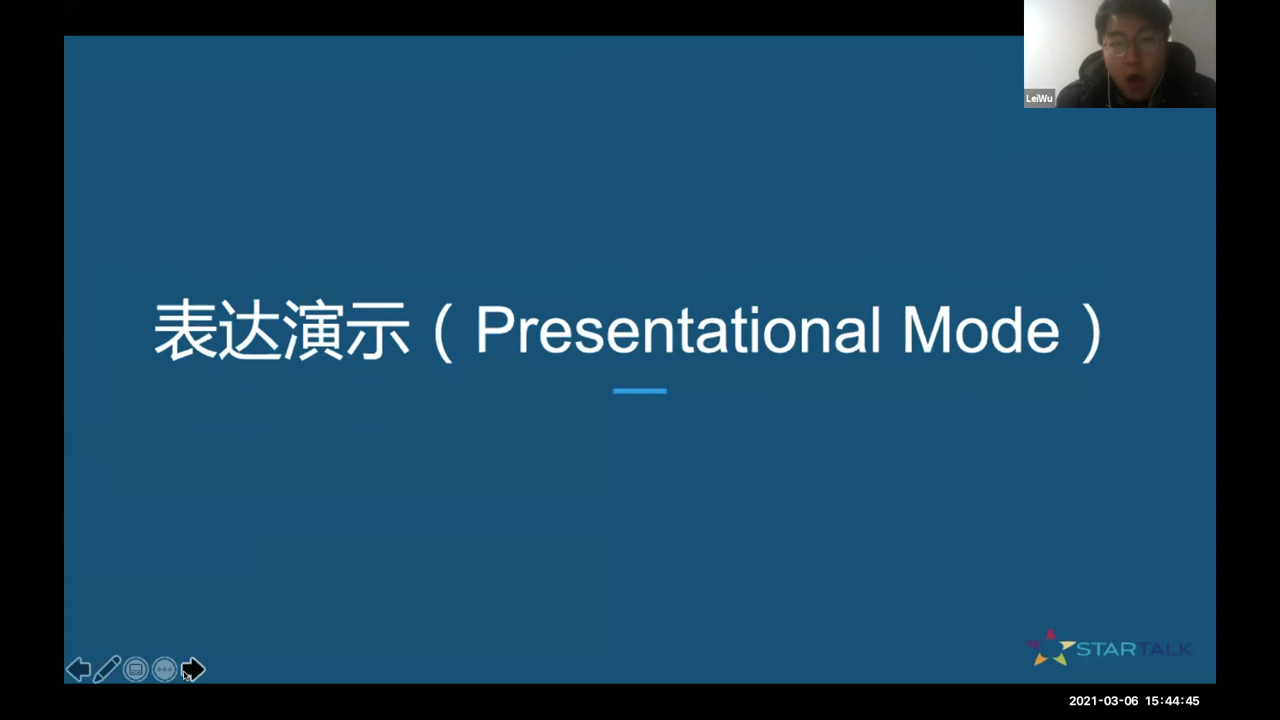 LeiWu
表达演示（Presentational Mode）
STARTALK
2021-03-06 15:44:45